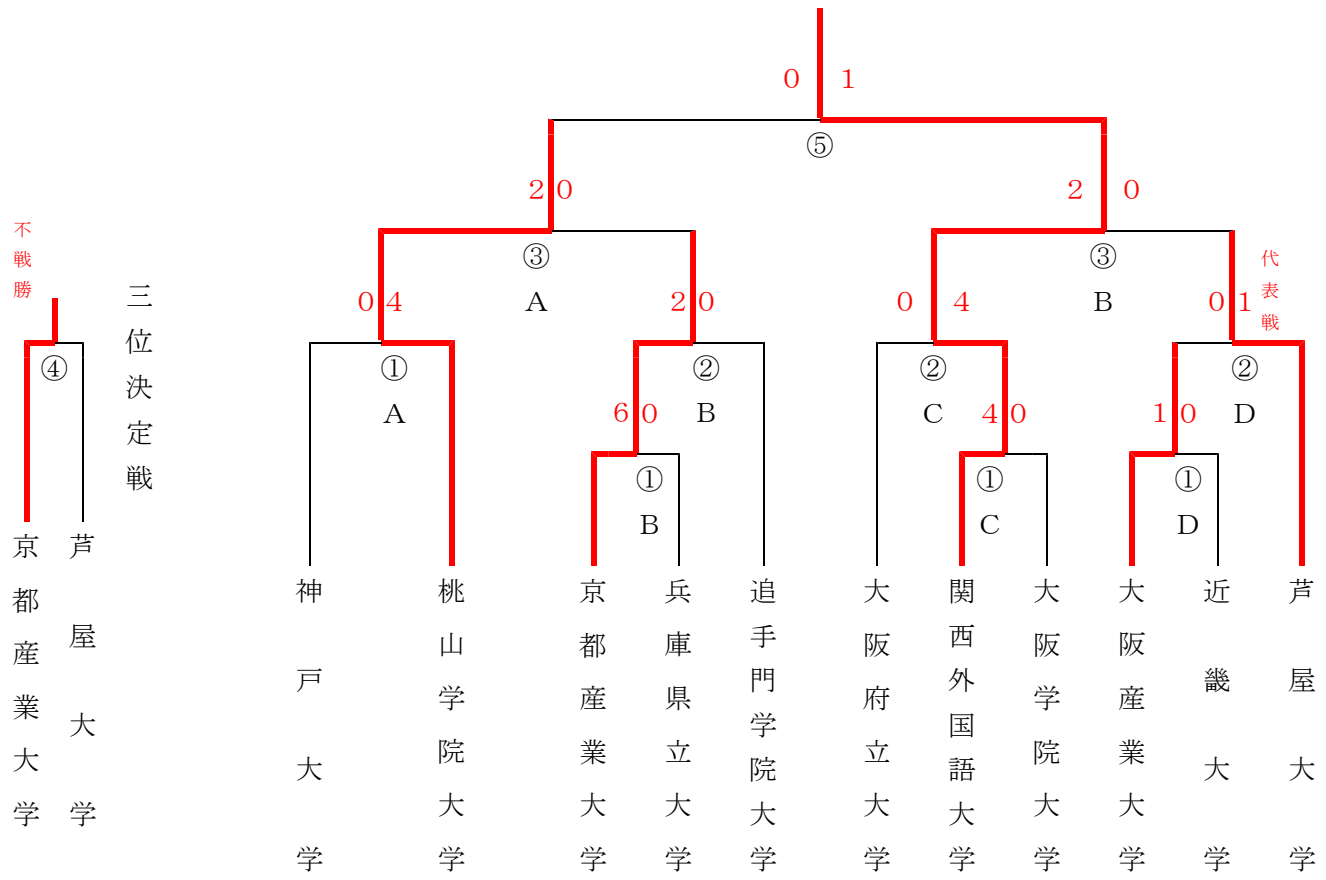 ０ １
⑤
２ ０
２ ０
不戦勝
三位決定戦
③
A
③
B
代表戦
０ ４
２ ０
０ ４
０ １
④
①
A
②
B
②
C
②
D
６ ０
４ ０
１ ０
①
B
①
C
①
D
京都産業大学
芦屋大学
神戸大学
桃山学院大学
京都産業大学
兵庫県立大学
追手門学院大学
大阪府立大学
関西外国語大学
大阪学院大学
大阪産業大学
近畿大学
芦屋大学